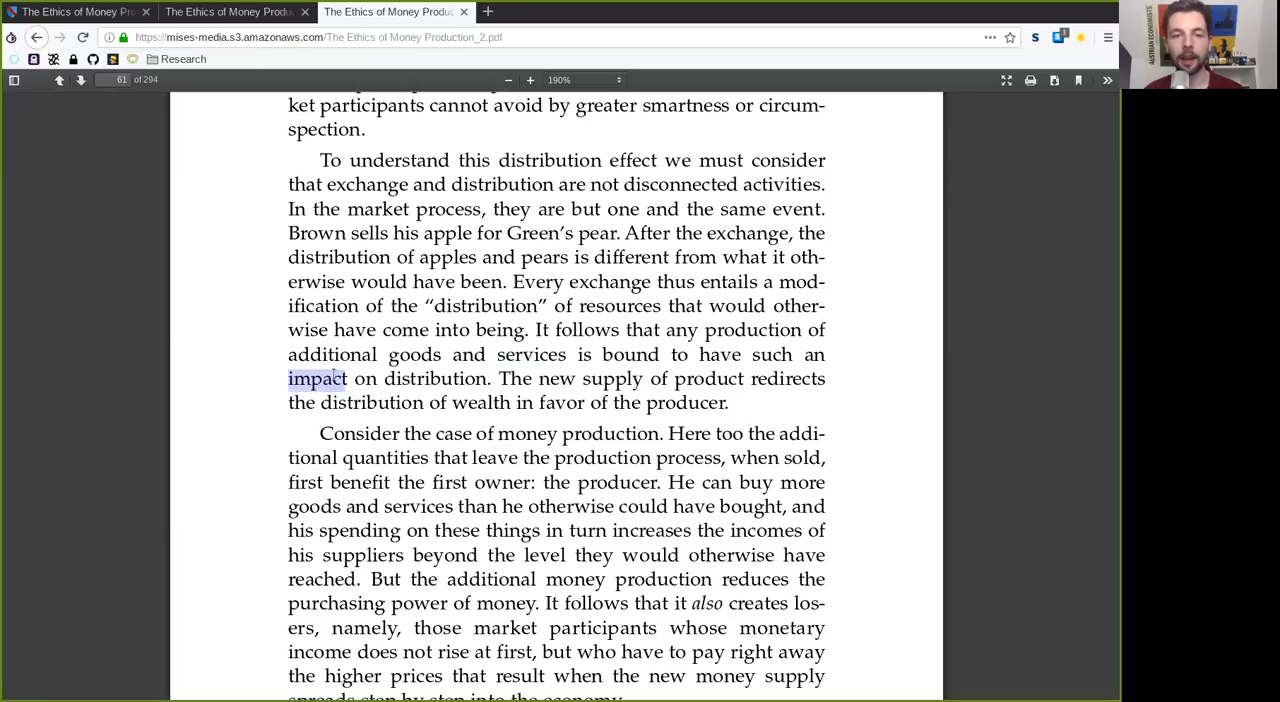 The Ethics of Money Pro
The Ethics of Money Produ
The Ethics of Money Produc
https://mises-media.s3.amazonaws.com/The Ethics of Money Production_2.pdf
Research
61 of 294
190%
AUSTRIAN ECONOMISTS
ket participants cannot avoid by greater smartness or circum-
spection.
To understand this distribution effect we must consider
that exchange and distribution are not disconnected activities.
In the market process, they are but one and the same event.
Brown sells his apple for Green’s pear. After the exchange, the
distribution of apples and pears is different from what it oth-
erwise would have been. Every exchange thus entails a mod-
ification of the “distribution” of resources that would other-
wise have come into being. It follows that any production of
additional goods and services is bound to have such an
impact on distribution. The new supply of product redirects
the distribution of wealth in favor of the producer.
Consider the case of money production. Here too the addi-
tional quantities that leave the production process, when sold,
first benefit the first owner: the producer. He can buy more
goods and services than he otherwise could have bought, and
his spending on these things in turn increases the incomes of
his suppliers beyond the level they would otherwise have
reached. But the additional money production reduces the
purchasing power of money. It follows that it also creates los-
ers, namely, those market participants whose monetary
income does not rise at first, but who have to pay right away
the higher prices that result when the new money supply
spreads step by step into the economy.